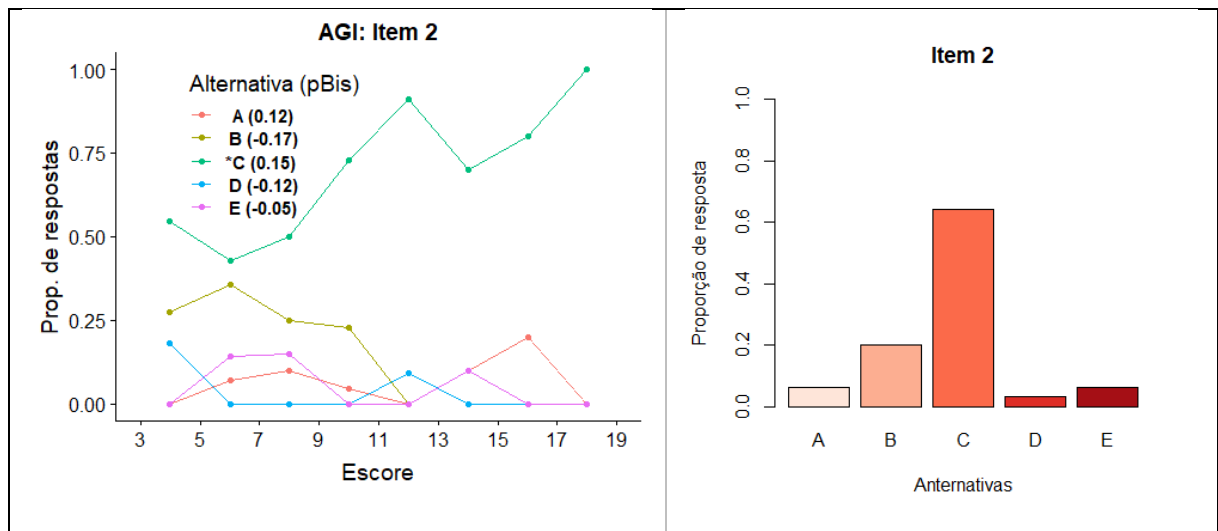 AGI: Item 2
Alternativa (pBis)
A (0.12)
B (-0.17)
*C (0.15)
D (-0.12)
E (-0.05)
Prop. de respostas
1.00
0.75
0.50
0.25
0.00
3 5 7 9 11 13 15 17 19
Escore
Item 2
Proporção de resposta
1.0
0.8
0.6
0.4
0.2
0.0
A B C D E
Anternativas